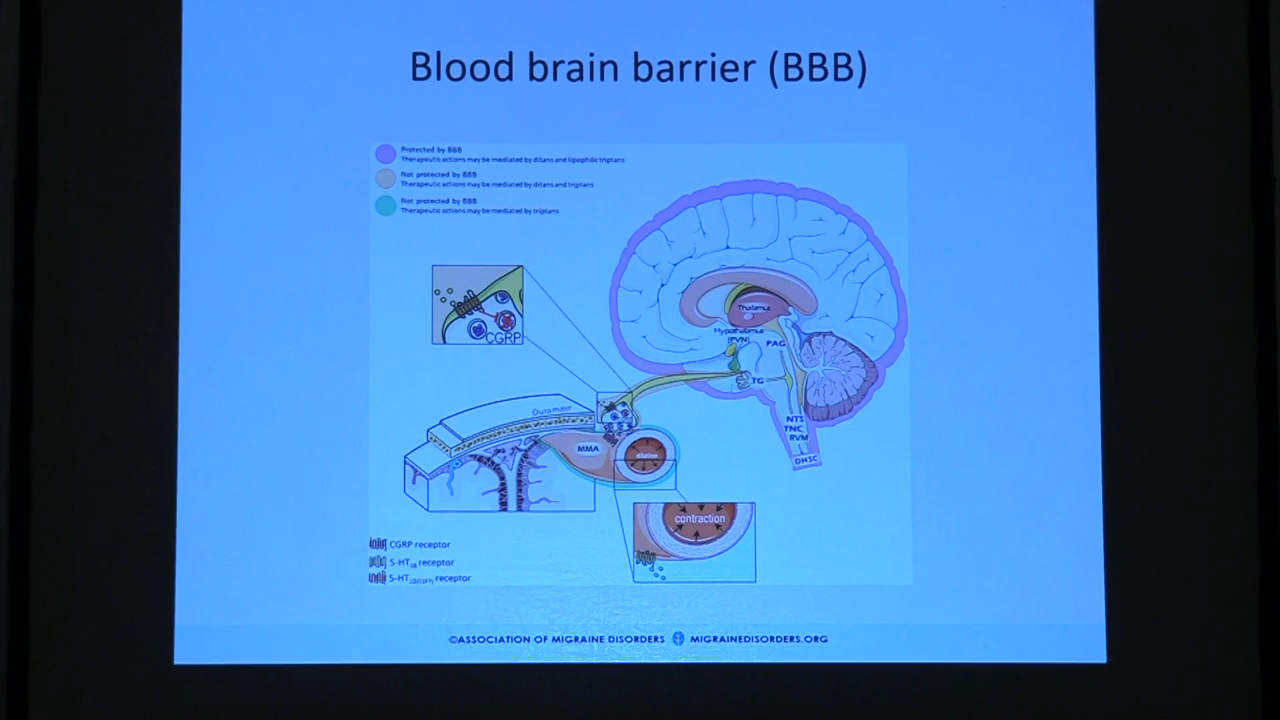 Blood brain barrier (BBB)
Protected by BBB
Therapeutic actions may be mediated by ditans and lipophilic triptans
Not protected by BBB
Therapeutic actions may be mediated by ditans and triptans
Not protected by BBB
Therapeutic actions may be mediated by triptans
CGRP
Thalamus
Hypothalamus
(PVN)
PAG
TG
Dura mater
NTS
TNC
RVM
DHSC
MMA
dilation
contraction
CGRP receptor
5-HT1B receptor
receptor
©ASSOCIATION OF MIGRAINE DISORDERS MIGRAINEDISORDERS.ORG